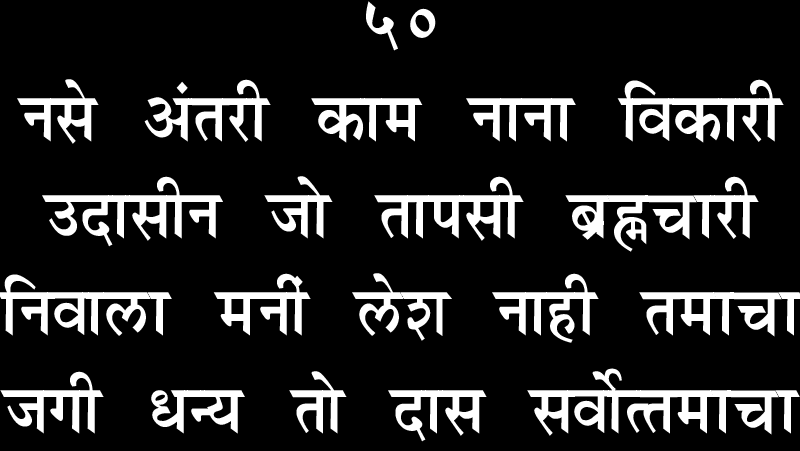 ५०
नसे अंतरी काम नाना विकारी
उदासीन जो तापसी ब्रह्मचारी
निवाला मनीं लेश नाही तमाचा
जगी धन्य तो दास सर्वोत्तमाचा